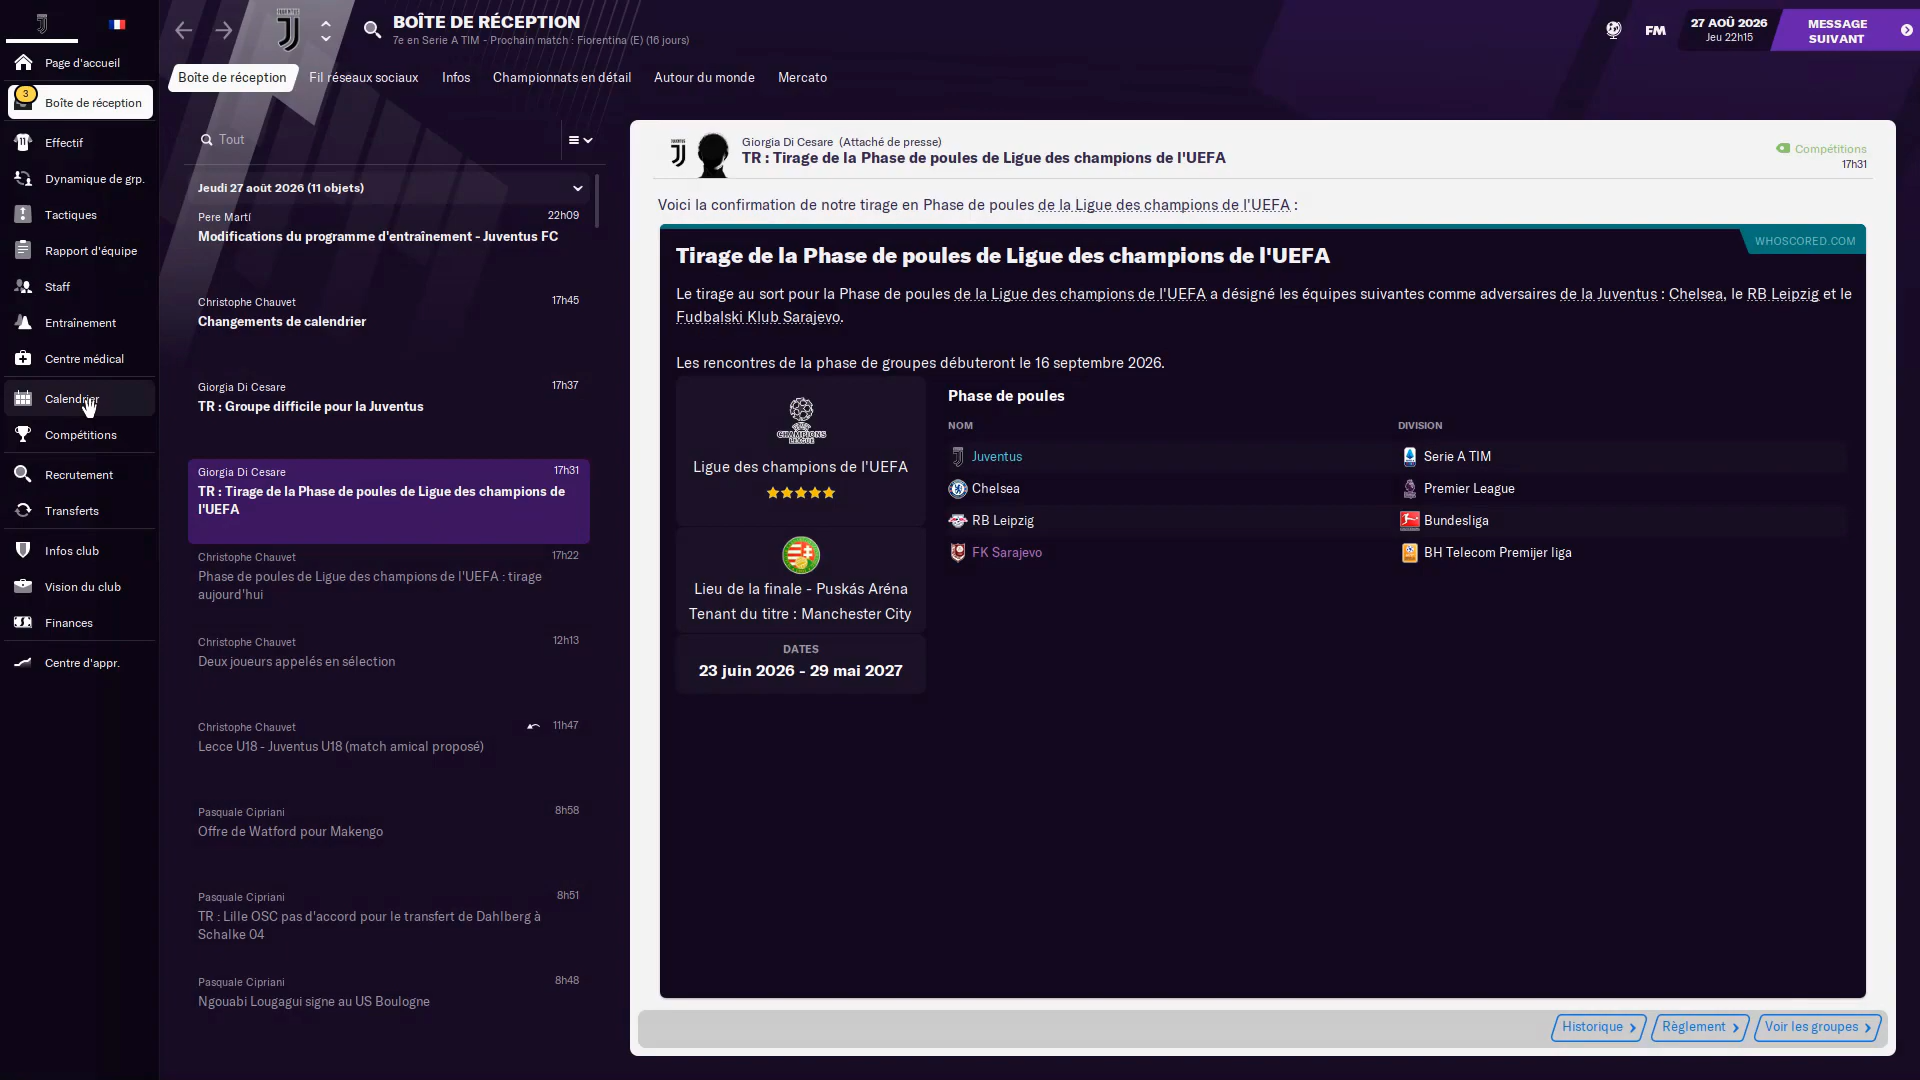 BOÎTE DE RÉCEPTION
7e en Serie A TIM - Prochain match : Fiorentina (E) (16 jours)
FM
27 AOÛ 2026
Jeu 22h15
MESSAGE
SUIVANT
Boîte de réception
Fil réseaux sociaux
Infos
Championnats en détail
Autour du monde
Mercato
Page d'accueil
3
Boîte de réception
Effectif
Dynamique de grp.
Tactiques
Rapport d'équipe
Staff
Entraînement
Centre médical
Calendrier
Compétitions
Recrutement
Transferts
Infos club
Vision du club
Finances
Centre d'appr.
Tout
Jeudi 27 août 2026 (11 objets)
Pere Martí
22h09
Modifications du programme d'entraînement - Juventus FC
Christophe Chauvet
17h45
Changements de calendrier
Giorgia Di Cesare
17h37
TR : Groupe difficile pour la Juventus
Giorgia Di Cesare
17h31
TR : Tirage de la Phase de poules de Ligue des champions de
l'UEFA
Christophe Chauvet
17h22
Phase de poules de Ligue des champions de l'UEFA : tirage
aujourd'hui
Christophe Chauvet
12h13
Deux joueurs appelés en sélection
Christophe Chauvet
11h47
Lecce U18 - Juventus U18 (match amical proposé)
Pasquale Cipriani
8h58
Offre de Watford pour Makengo
Pasquale Cipriani
8h51
TR : Lille OSC pas d'accord pour le transfert de Dahlberg à
Schalke 04
Pasquale Cipriani
8h48
Ngouabi Lougagui signe au US Boulogne
Giorgia Di Cesare (Attaché de presse)
TR : Tirage de la Phase de poules de Ligue des champions de l'UEFA
Compétitions
17h31
Voici la confirmation de notre tirage en Phase de poules de la Ligue des champions de l'UEFA :
WHOSCORED.COM
Tirage de la Phase de poules de Ligue des champions de l'UEFA
Le tirage au sort pour la Phase de poules de la Ligue des champions de l'UEFA a désigné les équipes suivantes comme adversaires de la Juventus : Chelsea, le RB Leipzig et le
Fudbalski Klub Sarajevo.
Les rencontres de la phase de groupes débuteront le 16 septembre 2026.
CHAMPIONS
LEAGUE
Ligue des champions de l'UEFA
Lieu de la finale - Puskás Aréna
Tenant du titre : Manchester City
DATES
23 juin 2026 - 29 mai 2027
Phase de poules
NOM
DIVISION
Juventus
Serie A TIM
Chelsea
Premier League
RB Leipzig
Bundesliga
FK Sarajevo
BH Telecom Premijer liga
Historique
Règlement
Voir les groupes